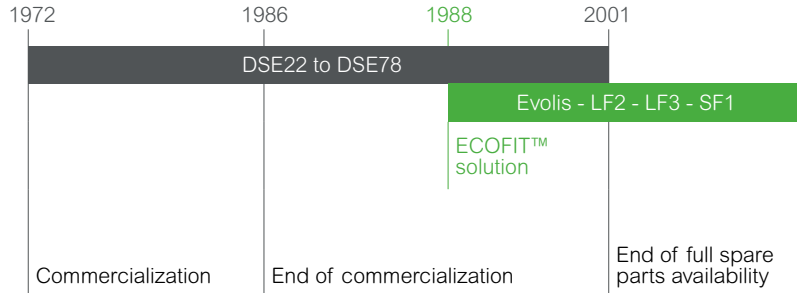 1972 1986 1988 2001
DSE22 to DSE78
Evolis - LF2 - LF3 - SF1
ECOFIT™
solution
Commercialization
End of commercialization
End of full spare
parts availability